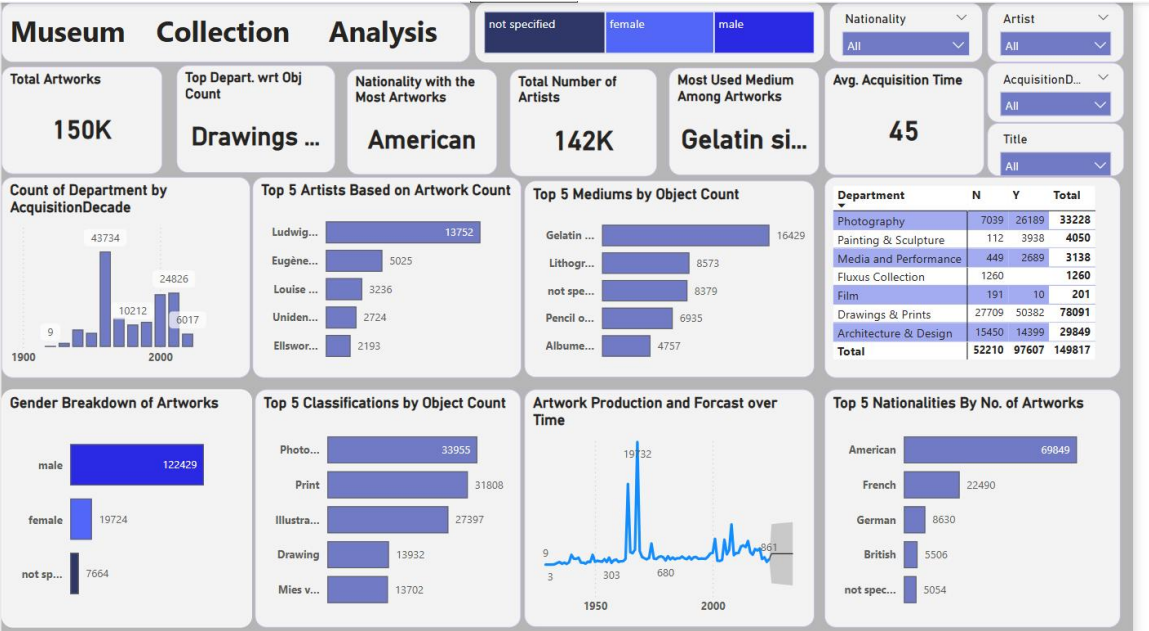 Museum Collection Analysis
not specified
female
male
Nationality
All
Artist
All
Total Artworks
150K
Top Depart. wrt Obj
Count
Drawings ...
Nationality with the
Most Artworks
American
Total Number of
Artists
142K
Most Used Medium
Among Artworks
Gelatin si...
Avg. Acquisition Time
45
AcquisitionD...
All
Title
All
Count of Department by
AcquisitionDecade
43734
24826
10212
6017
9
1900 2000
Top 5 Artists Based on Artwork Count
Ludwig... 13752
Eugène... 5025
Louise ... 3236
Uniden... 2724
Ellswor... 2193
Top 5 Mediums by Object Count
Gelatin ... 16429
Lithogr... 8573
not spe... 8379
Pencil o... 6935
Albume... 4757
Department N Y Total
Photography 7039 26189 33228
Painting & Sculpture 112 3938 4050
Media and Performance 449 2689 3138
Fluxus Collection 1260 1260
Film 191 10 201
Drawings & Prints 27709 50382 78091
Architecture & Design 15450 14399 29849
Total 52210 97607 149817
Gender Breakdown of Artworks
male 122429
female 19724
not sp... 7664
Top 5 Classifications by Object Count
Photo... 33955
Print 31808
Illustra... 27397
Drawing 13932
Mies v... 13702
Artwork Production and Forcast over
Time
19732
9
861
3
303
680
1950 2000
Top 5 Nationalities By No. of Artworks
American 69849
French 22490
German 8630
British 5506
not spec... 5054